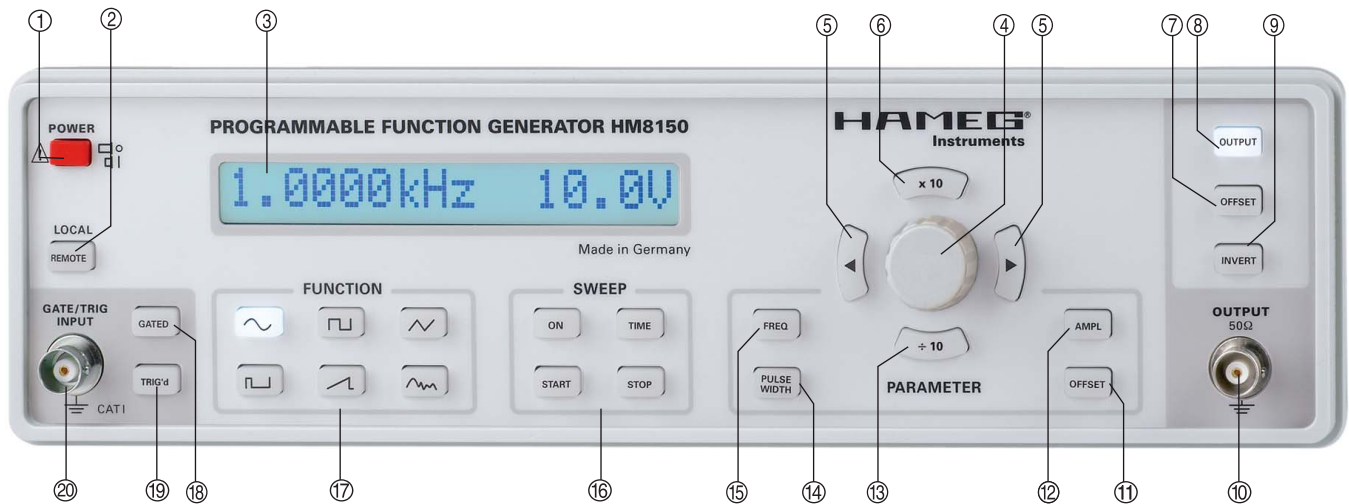 ① ② ③ ⑤ ⑥ ④ ⑤ ⑦ ⑧ ⑨
POWER
PROGRAMMABLE FUNCTION GENERATOR HM8150
HAMEG®
Instruments
1.0000kHz 10.0V
Made in Germany
LOCAL
REMOTE
x 10
OUTPUT
OFFSET
INVERT
GATE/TRIG
INPUT
GATED
TRIG'd
CAT I
FUNCTION
SWEEP
ON
TIME
START
STOP
FREQ
PULSE
WIDTH
÷ 10
PARAMETER
AMPL
OFFSET
OUTPUT
50Ω
⑳ ⑲ ⑱ ⑰ ⑯ ⑮ ⑭ ⑬ ⑫ ⑪ ⑩